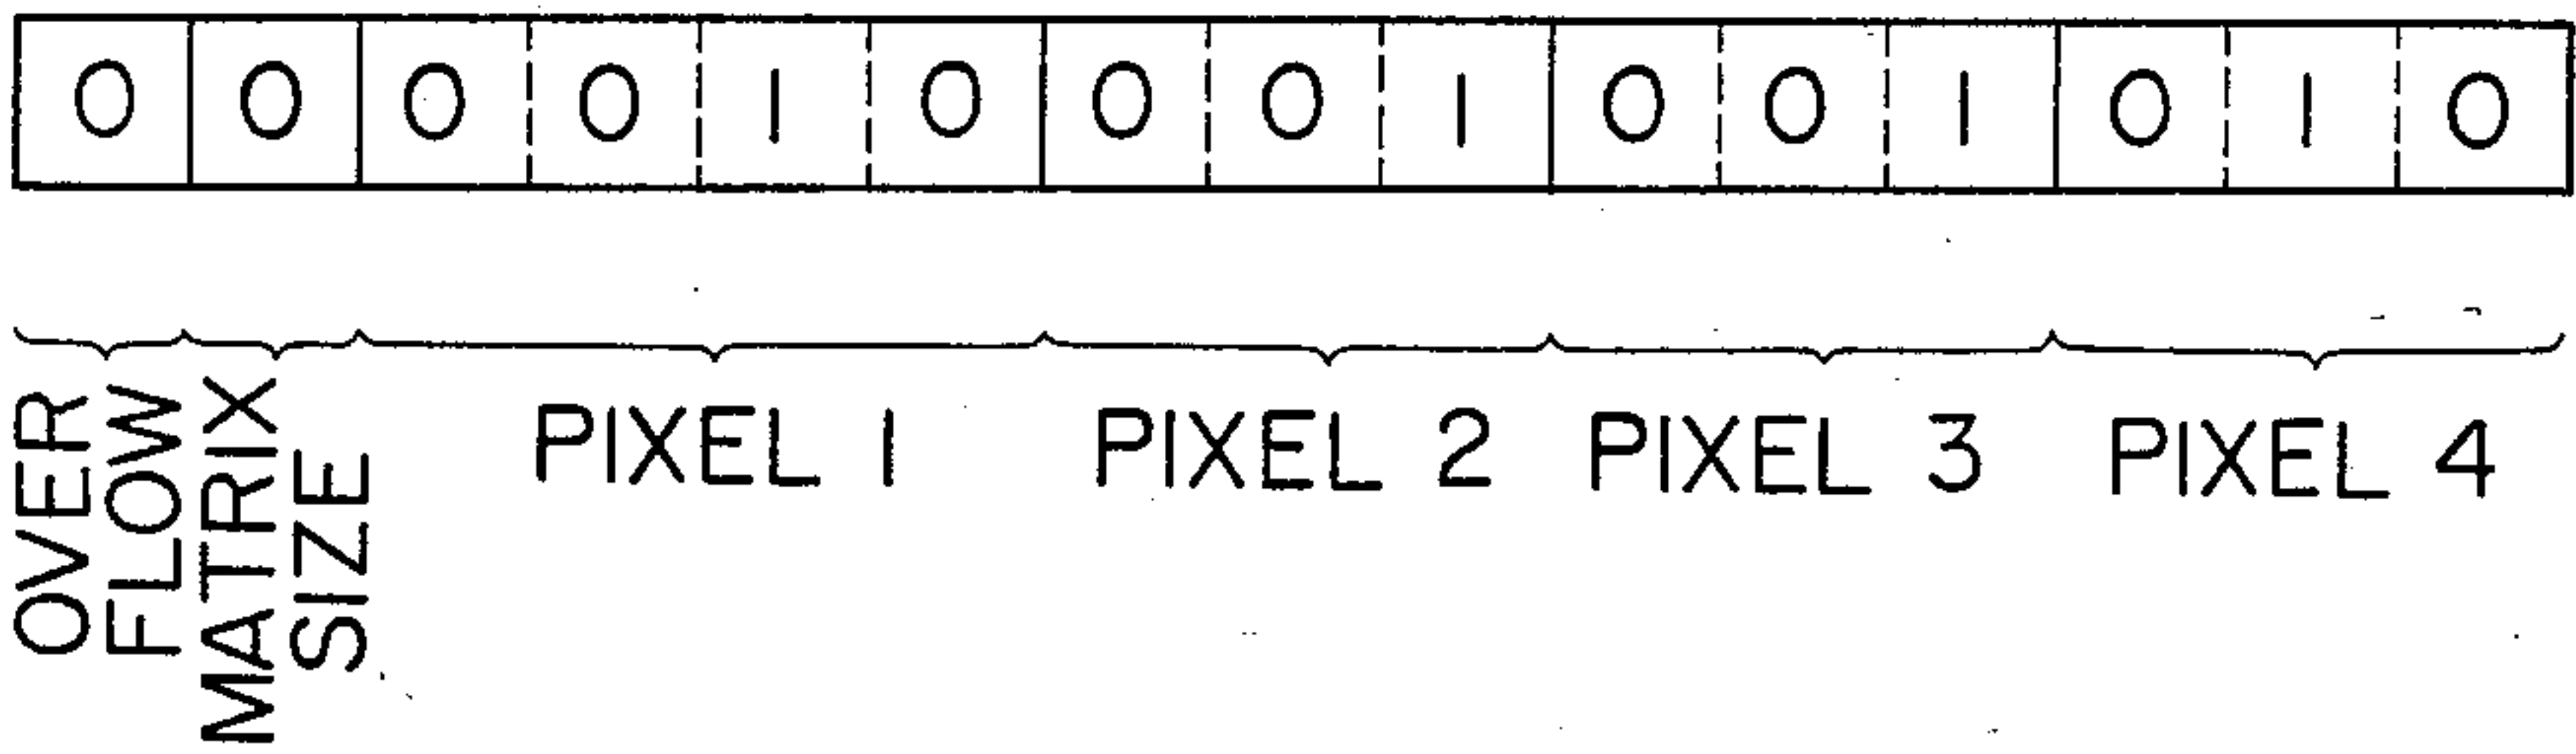 0 0 0 0 1 0 0 0 1 0 0 1 0 1 0
OVER
FLOW
MATRIX
SIZE
PIXEL 1
PIXEL 2
PIXEL 3
PIXEL 4